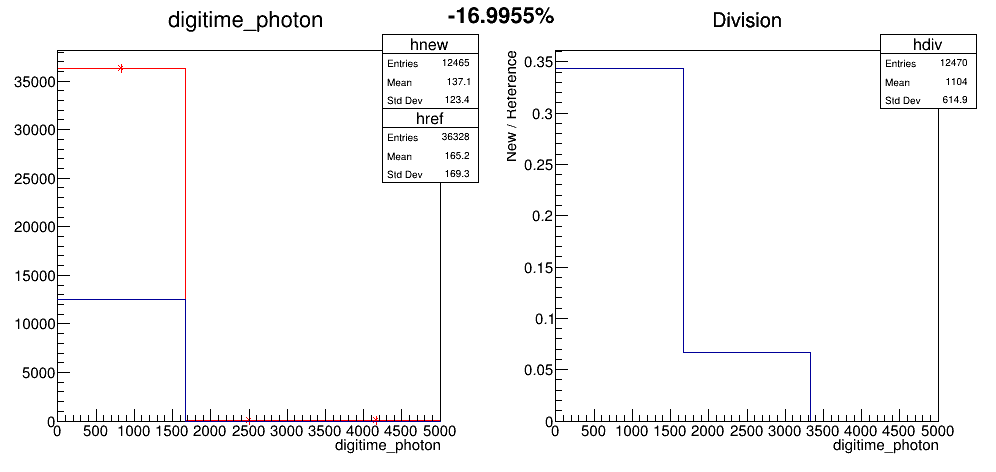 digitime_photon
-16.9955%
Division
hnew
Entries 12465
Mean 137.1
Std Dev 123.4
href
Entries 36328
Mean 165.2
Std Dev 169.3
35000
30000
25000
20000
15000
10000
5000
0
0 500 1000 1500 2000 2500 3000 3500 4000 4500 5000
digitime_photon
New / Reference
hdiv
Entries 12470
Mean 1104
Std Dev 614.9
0.35
0.3
0.25
0.2
0.15
0.1
0.05
0
0 500 1000 1500 2000 2500 3000 3500 4000 4500 5000
digitime_photon